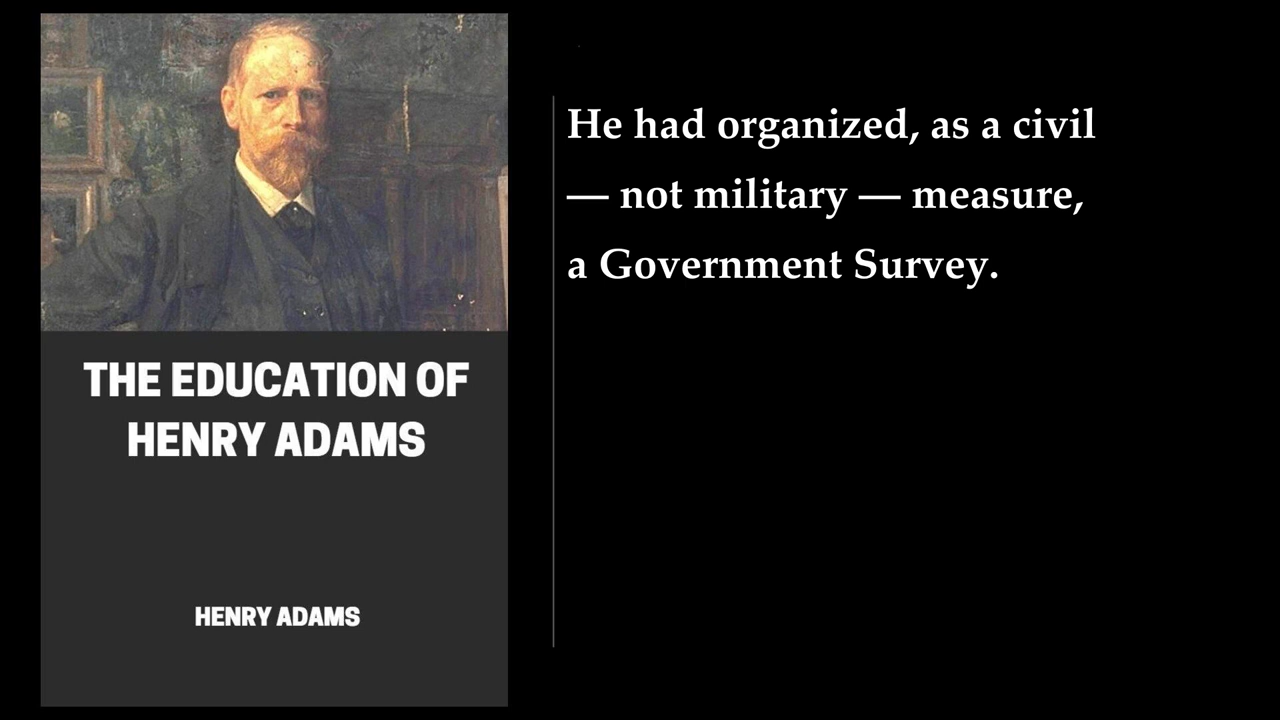 THE EDUCATION OF
HENRY ADAMS
HENRY ADAMS
He had organized, as a civil
— not military — measure,
a Government Survey.